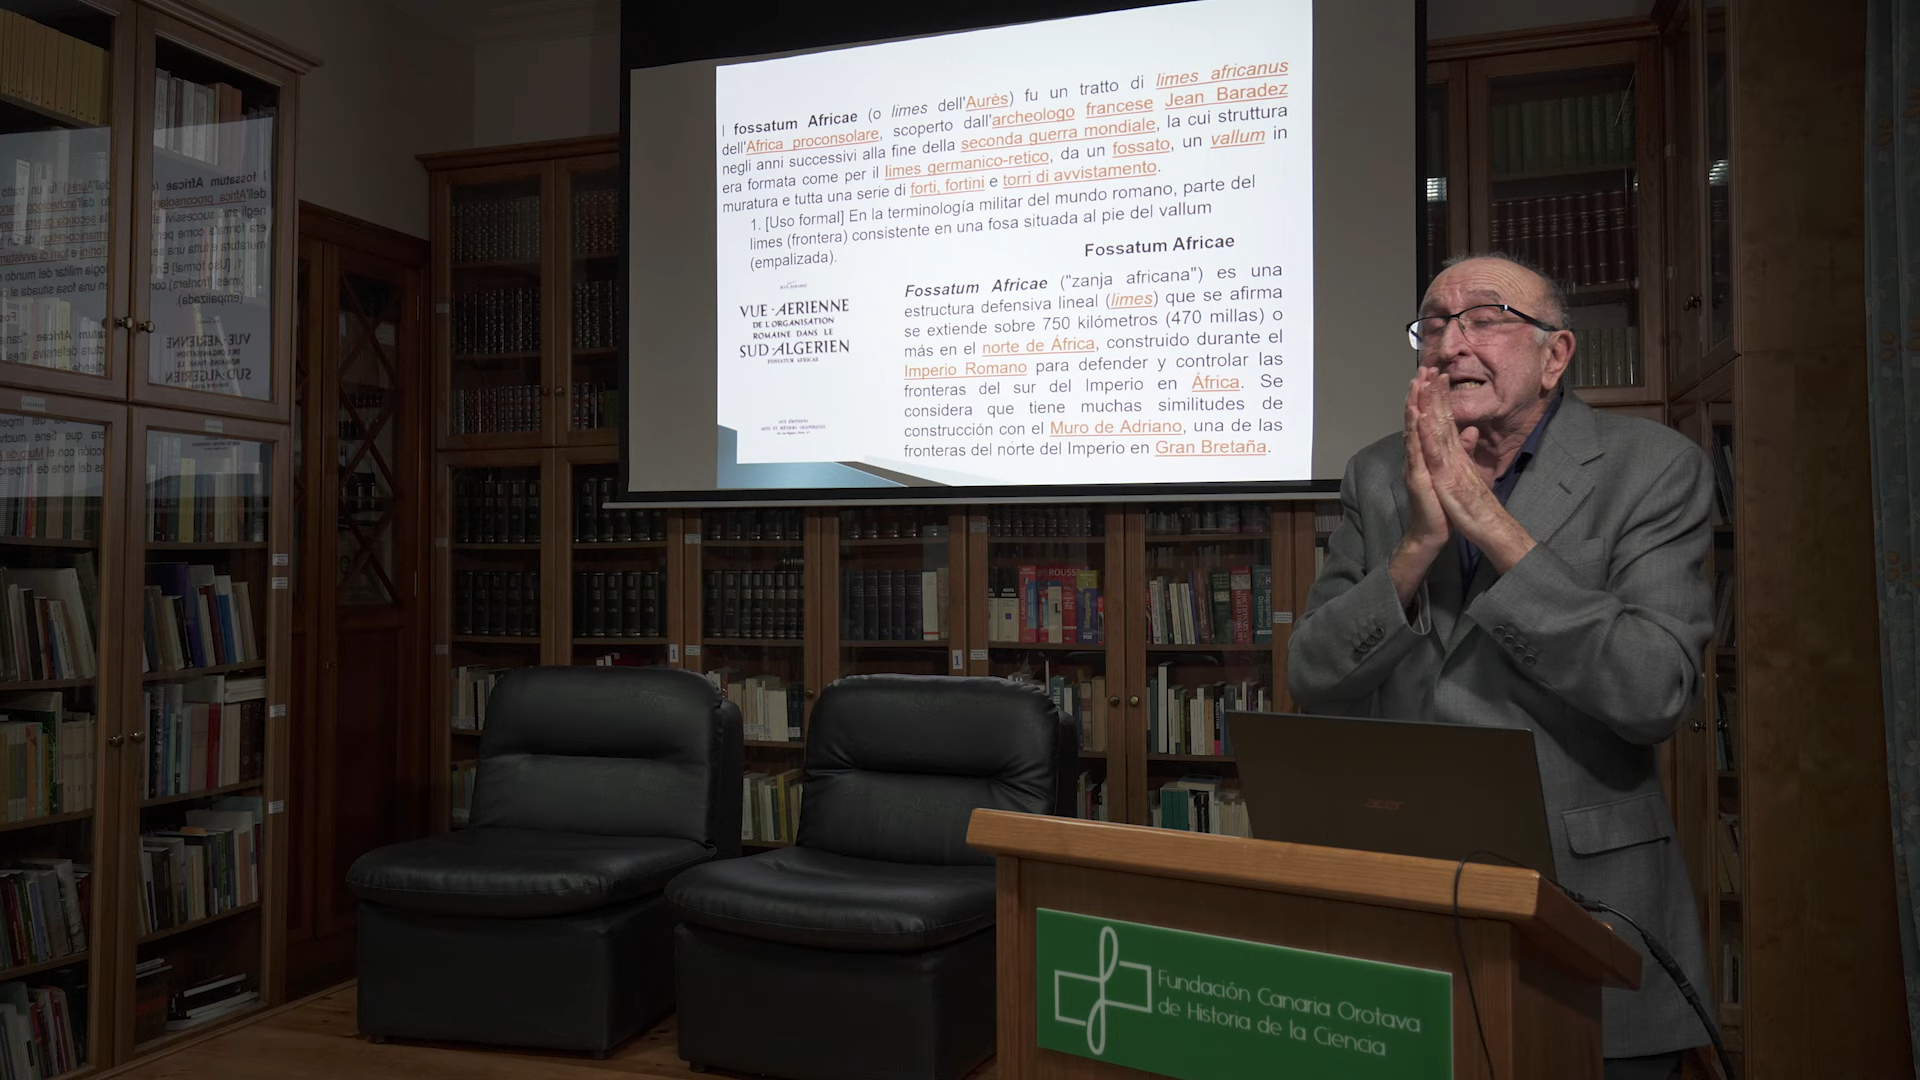 l fossatum Africae (o limes dell'Aurès) fu un tratto di limes africanus
dell'Africa proconsolare, scoperto dall'archeologo francese Jean Baradez
negli anni successivi alla fine della seconda guerra mondiale, la cui struttura
era formata come per il limes germanico-retico, da un fossato, un vallum in
muratura e tutta una serie di forti, fortini e torri di avvistamento.
1. [Uso formal] En la terminología militar del mundo romano, parte del
limes (frontera) consistente en una fosa situada al pie del vallum
(empalizada).
Fossatum Africae
VUE-AERIENNE
DE L'ORGANISATION
ROMAINE DANS LE
SUD-ALGERIEN
FOSSATUM AFRICAE
Fossatum Africae ("zanja africana") es una
estructura defensiva lineal (limes) que se afirma
se extiende sobre 750 kilómetros (470 millas) o
más en el norte de África, construido durante el
Imperio Romano para defender y controlar las
fronteras del sur del Imperio en África. Se
considera que tiene muchas similitudes de
construcción con el Muro de Adriano, una de las
fronteras del norte del Imperio en Gran Bretaña.
acer
Fundación Canaria Orotava
de Historia de la Ciencia